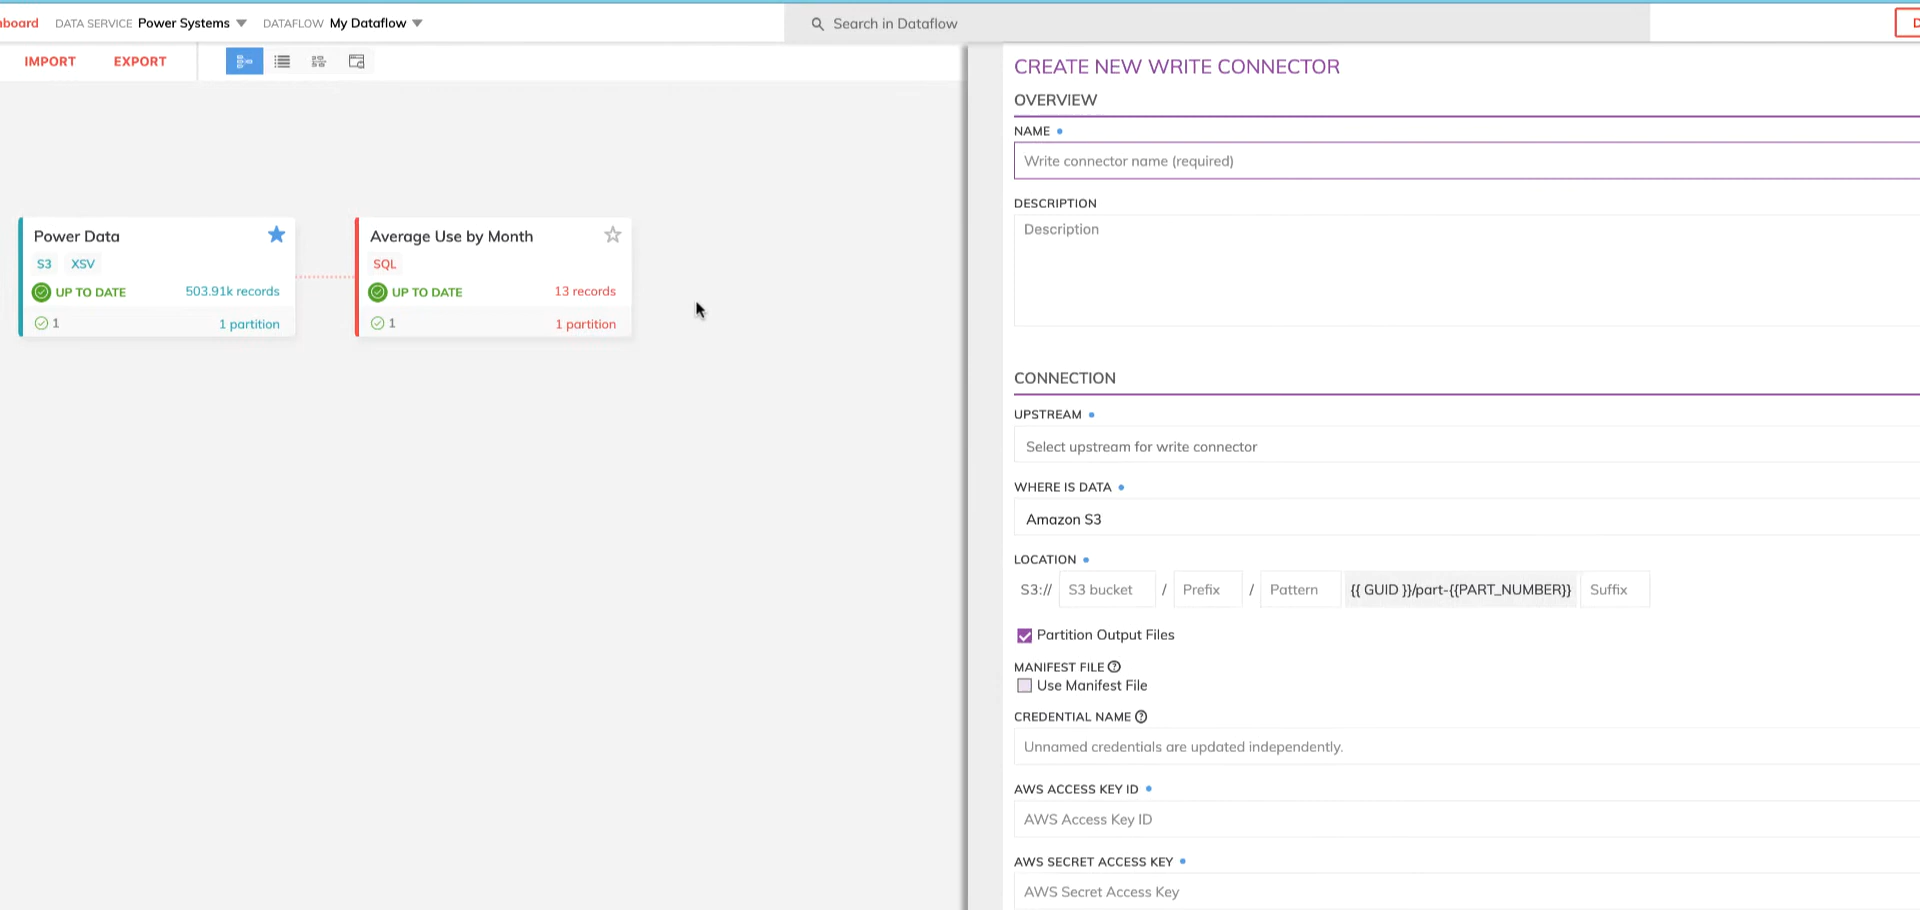 DATA SERVICE Power Systems DATAFLOW My Dataflow Search in Dataflow
IMPORT EXPORT
Power Data
S3 XSV
UP TO DATE 503.91k records
1 1 partition
Average Use by Month
SQL
UP TO DATE 13 records
1 1 partition
CREATE NEW WRITE CONNECTOR
OVERVIEW
NAME
Write connector name (required)
DESCRIPTION
Description
CONNECTION
UPSTREAM
Select upstream for write connector
WHERE IS DATA
Amazon S3
LOCATION
S3:// S3 bucket / Prefix / Pattern {{ GUID }}/part-{{PART_NUMBER}} Suffix
Partition Output Files
MANIFEST FILE
Use Manifest File
CREDENTIAL NAME
Unnamed credentials are updated independently.
AWS ACCESS KEY ID
AWS Access Key ID
AWS SECRET ACCESS KEY
AWS Secret Access Key